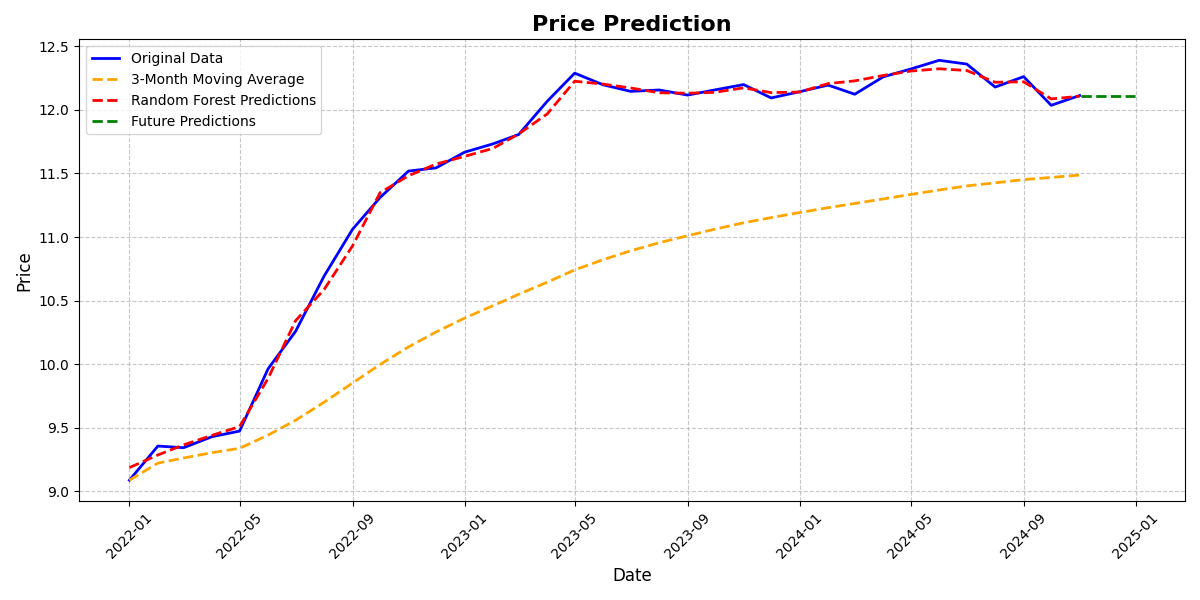 Price Prediction
Original Data
3-Month Moving Average
Random Forest Predictions
Future Predictions
12.5
12.0
11.5
11.0
10.5
10.0
9.5
9.0
Price
2022-01
2022-05
2022-09
2023-01
2023-05
2023-09
2024-01
2024-05
2024-09
2025-01
Date